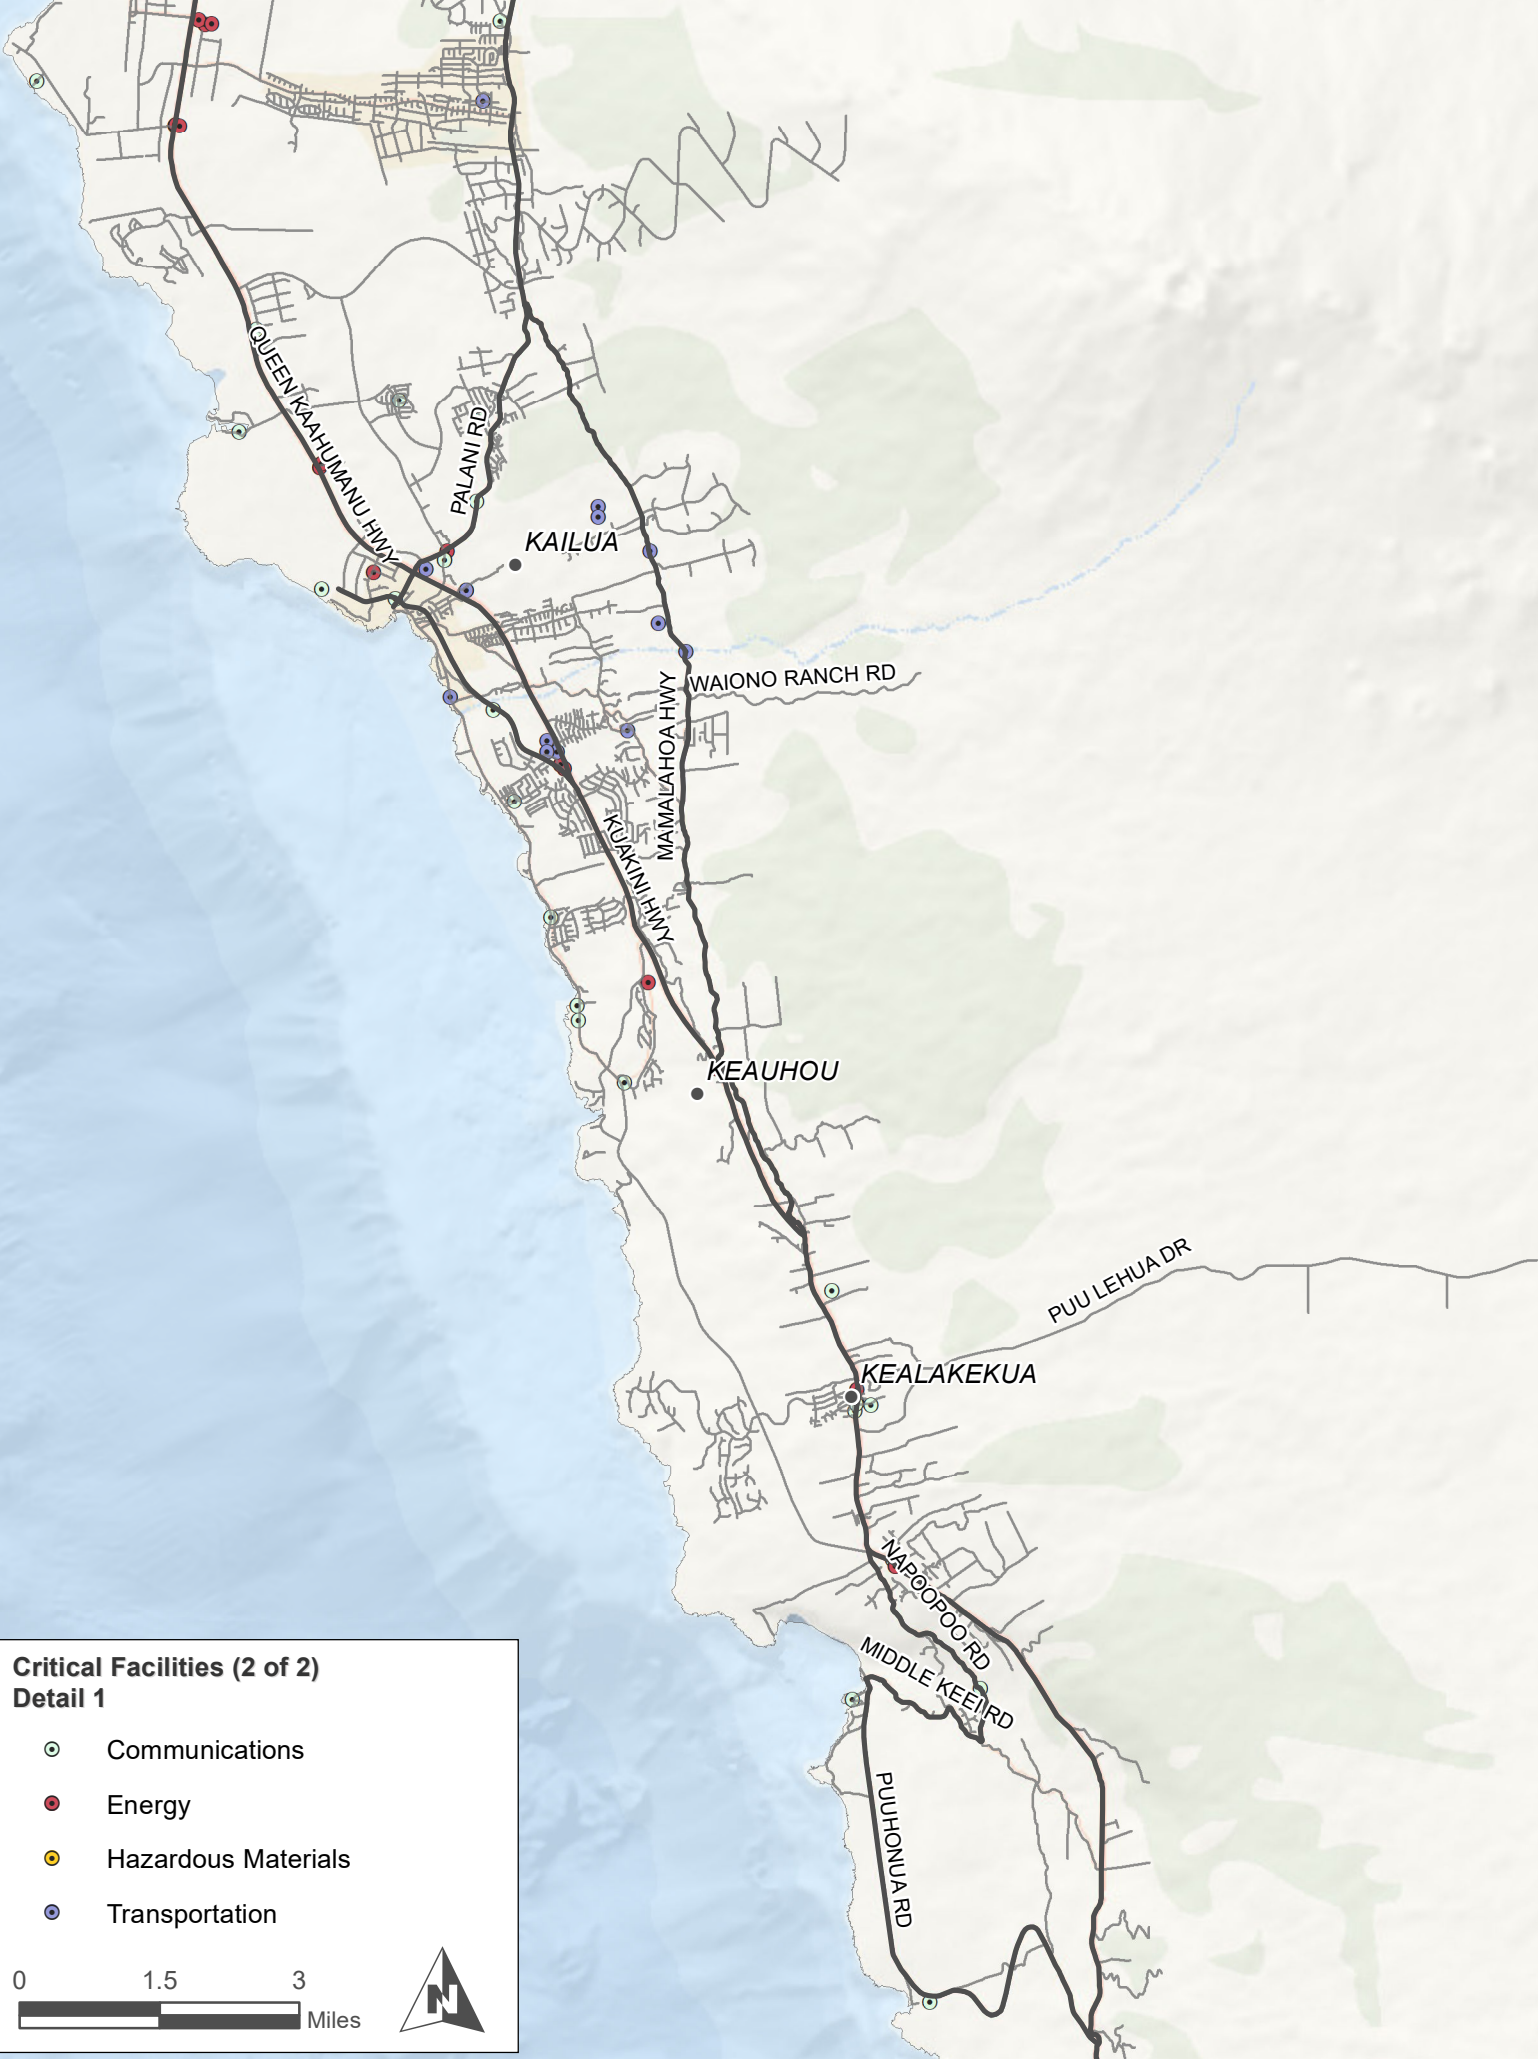 QUEEN KAAHUMANU HWY
PALANI RD
KAILUA
WAIONO RANCH RD
MAMALAHOA HWY
KUAKINI HWY
KEAUHOU
PUU LEHUA DR
KEALAKEKUA
NAPOOPOO RD
MIDDLE KEEI RD
PUUHONUA RD
Critical Facilities (2 of 2)
Detail 1
Communications
Energy
Hazardous Materials
Transportation
0 1.5 3
Miles
N